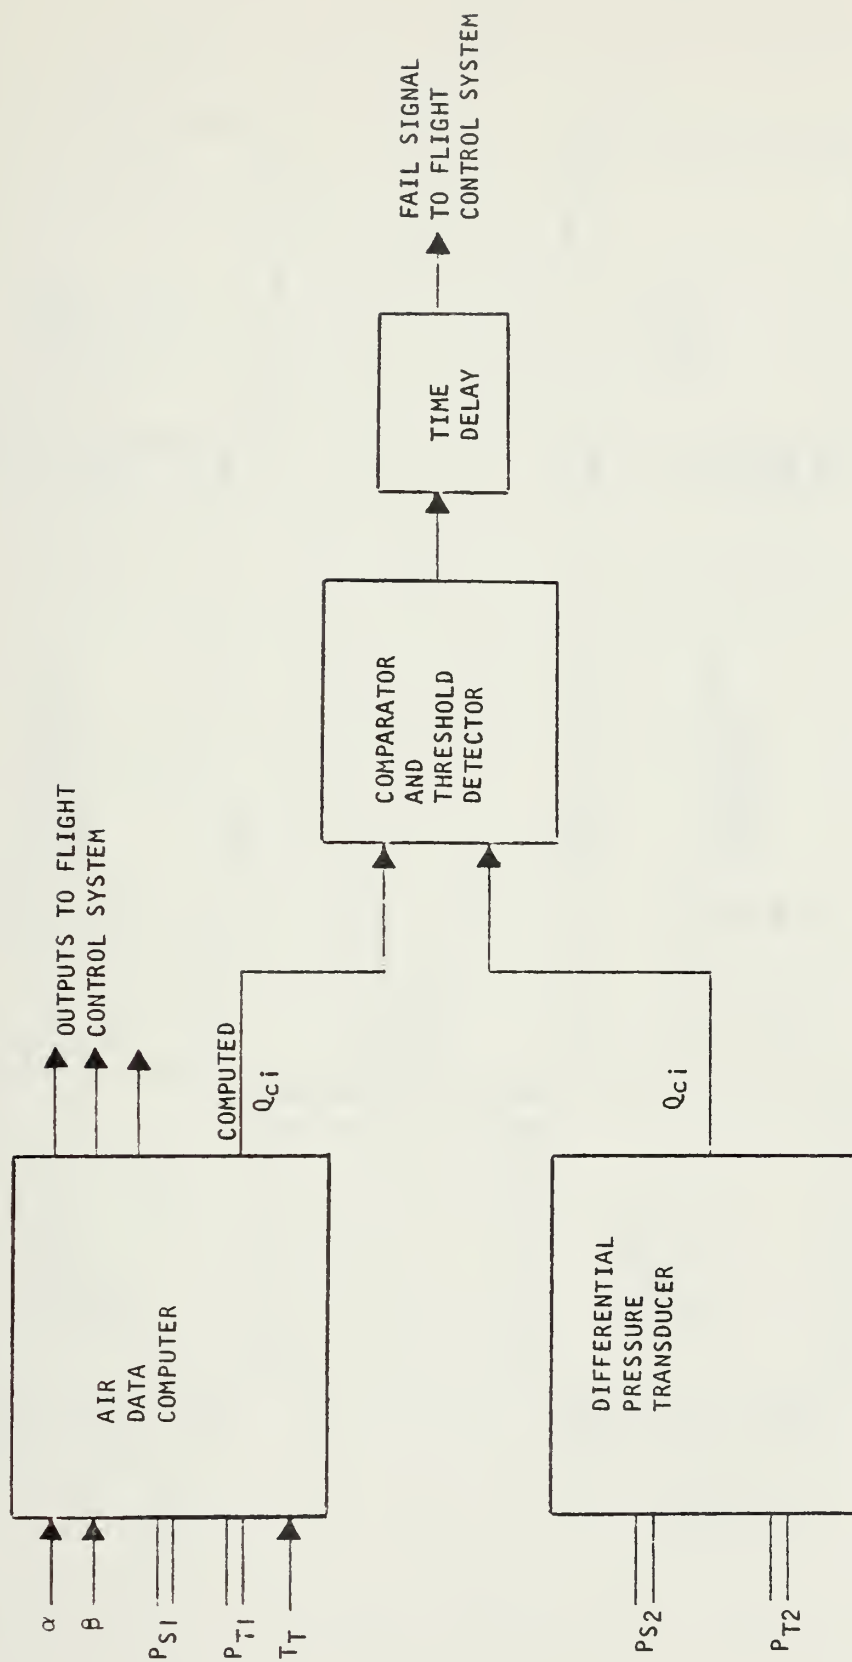 α
β
PS1
PT1
TT
AIR
DATA
COMPUTER
OUTPUTS TO FLIGHT
CONTROL SYSTEM
COMPUTED
Qci
PS2
PT2
DIFFERENTIAL
PRESSURE
TRANSDUCER
Qci
COMPARATOR
AND
THRESHOLD
DETECTOR
TIME
DELAY
FAIL SIGNAL
TO FLIGHT
CONTROL SYSTEM